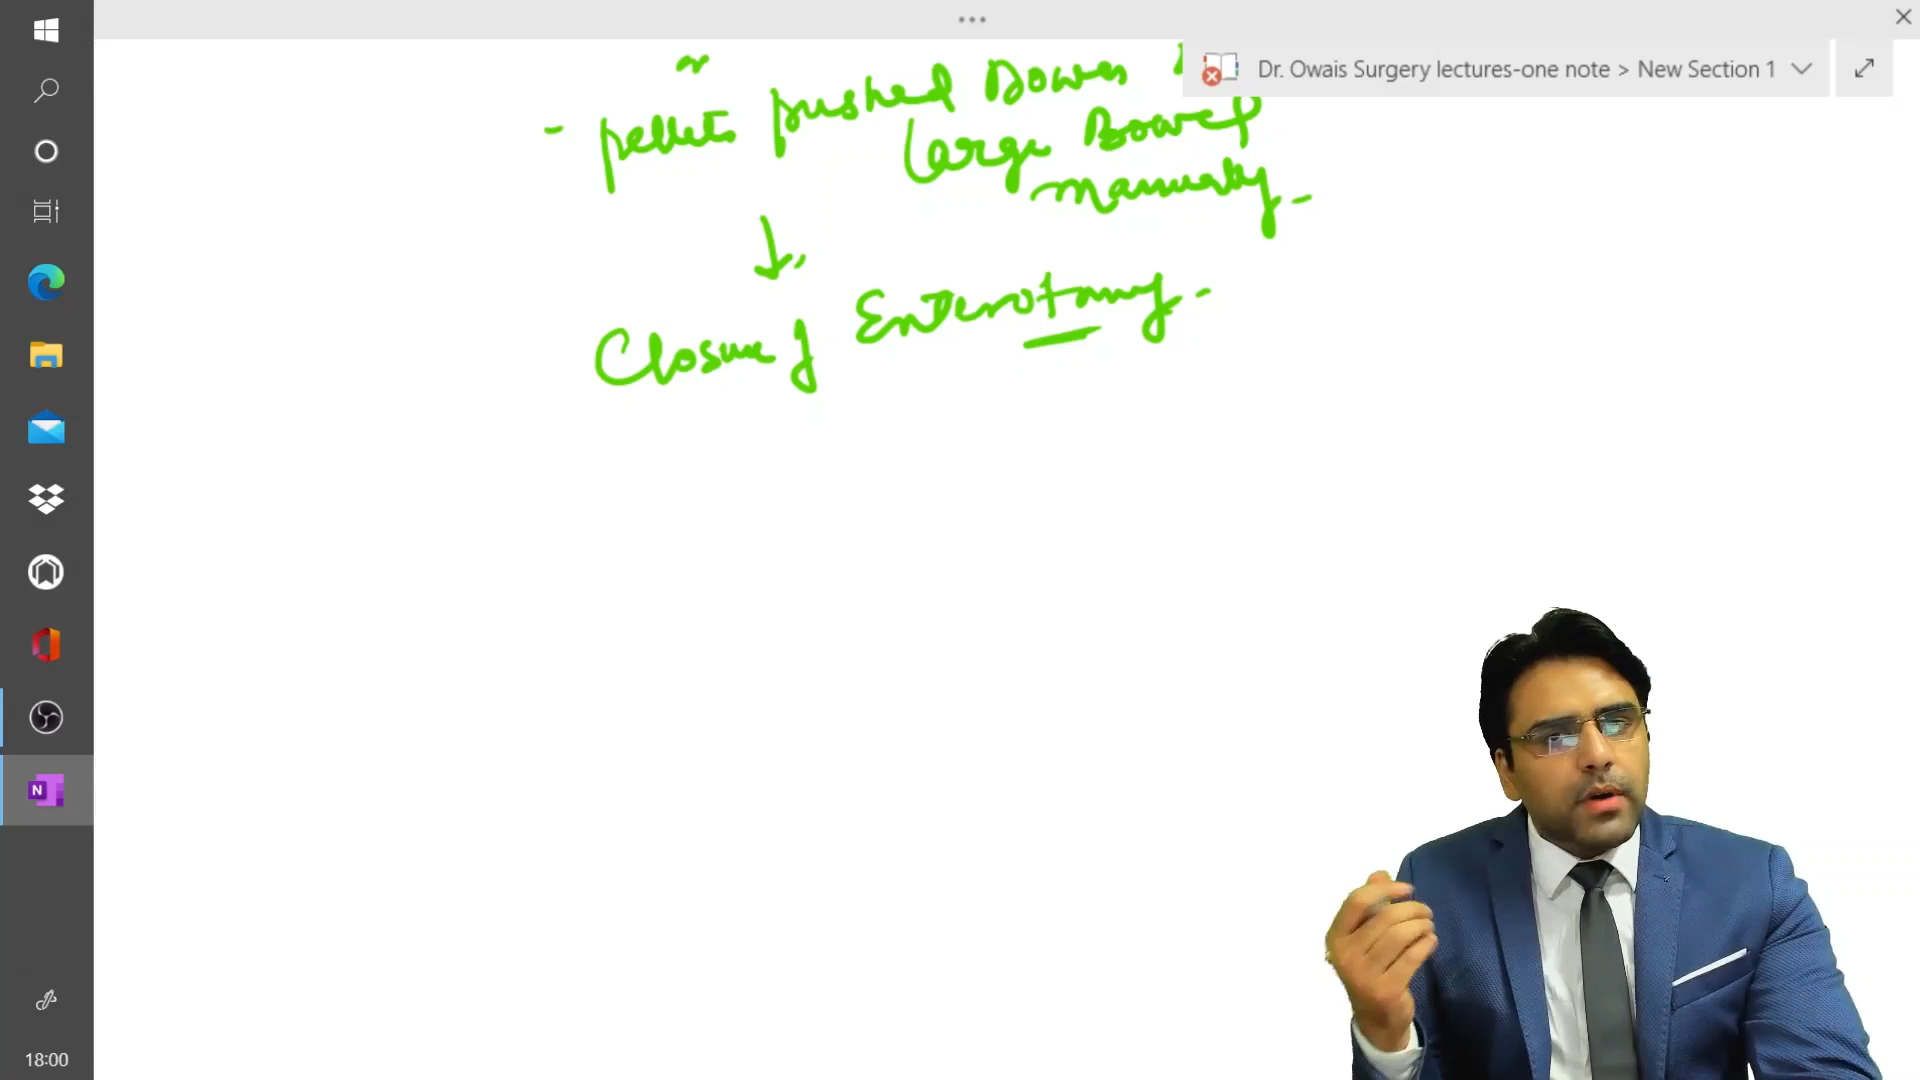 Dr. Owais Surgery lectures-one note > New Section 1
or
- pellets pushed Down
large Bowel
manually-
Closure of Enterotomy-
N
18:00